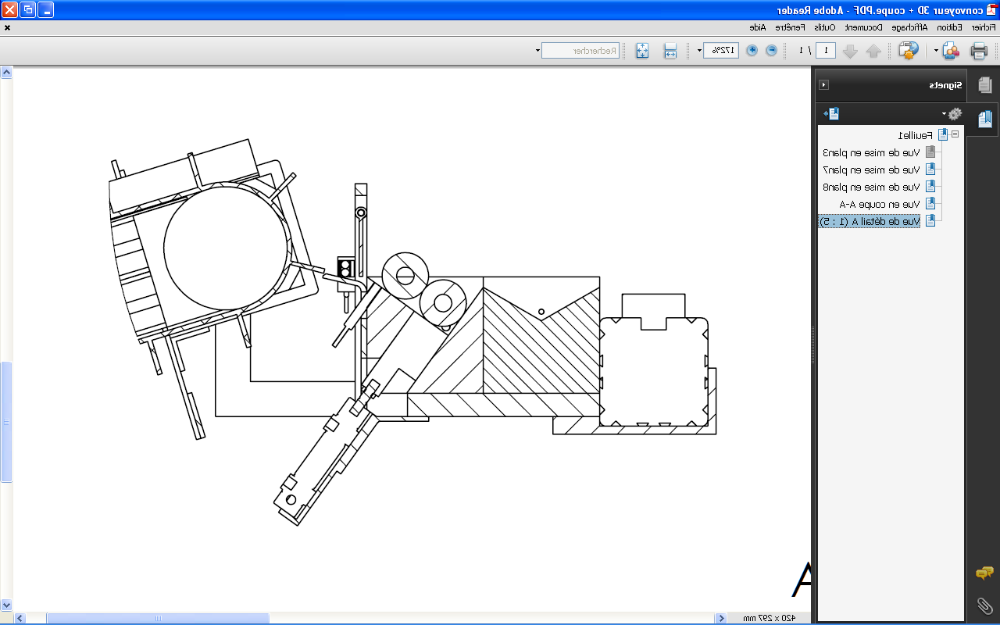 convoyeur 3D + coupe.PDF - Adobe Reader
Fichier Edition Affichage Document Outils Fenêtre Aide
1 / 1 172% Rechercher
Signets
Feuille1
Vue de mise en plan3
Vue de mise en plan7
Vue de mise en plan8
Vue en coupe A-A
Vue de détail A (1 : 5)
A
420 x 297 mm